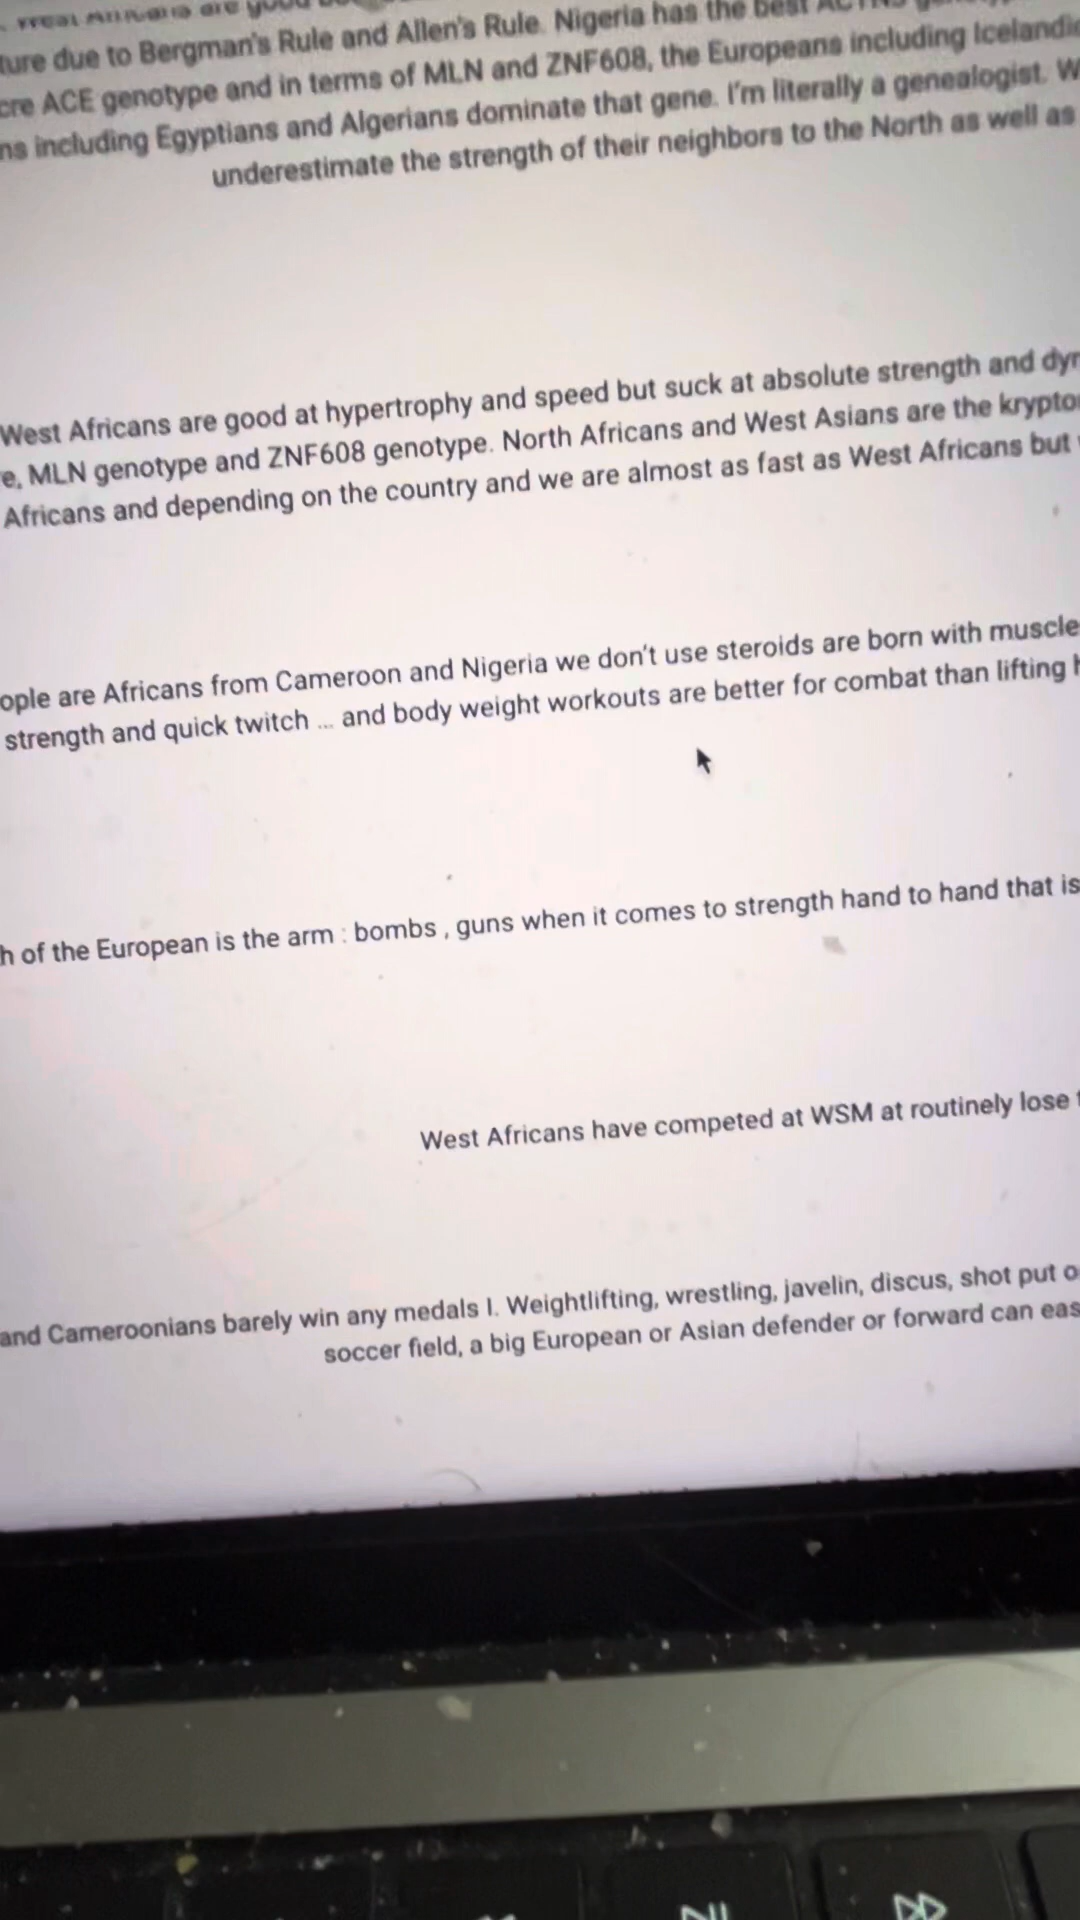 West Africans are good
ture due to Bergman's Rule and Allen's Rule. Nigeria has the best
cre ACE genotype and in terms of MLN and ZNF608, the Europeans including Icelandic
ns including Egyptians and Algerians dominate that gene. I'm literally a genealogist. W
underestimate the strength of their neighbors to the North as well as
West Africans are good at hypertrophy and speed but suck at absolute strength and dyn
e, MLN genotype and ZNF608 genotype. North Africans and West Asians are the krypto
Africans and depending on the country and we are almost as fast as West Africans but
ople are Africans from Cameroon and Nigeria we don't use steroids are born with muscle
strength and quick twitch ... and body weight workouts are better for combat than lifting h
h of the European is the arm : bombs , guns when it comes to strength hand to hand that is
West Africans have competed at WSM at routinely lose t
and Cameroonians barely win any medals I. Weightlifting, wrestling, javelin, discus, shot put o
soccer field, a big European or Asian defender or forward can eas